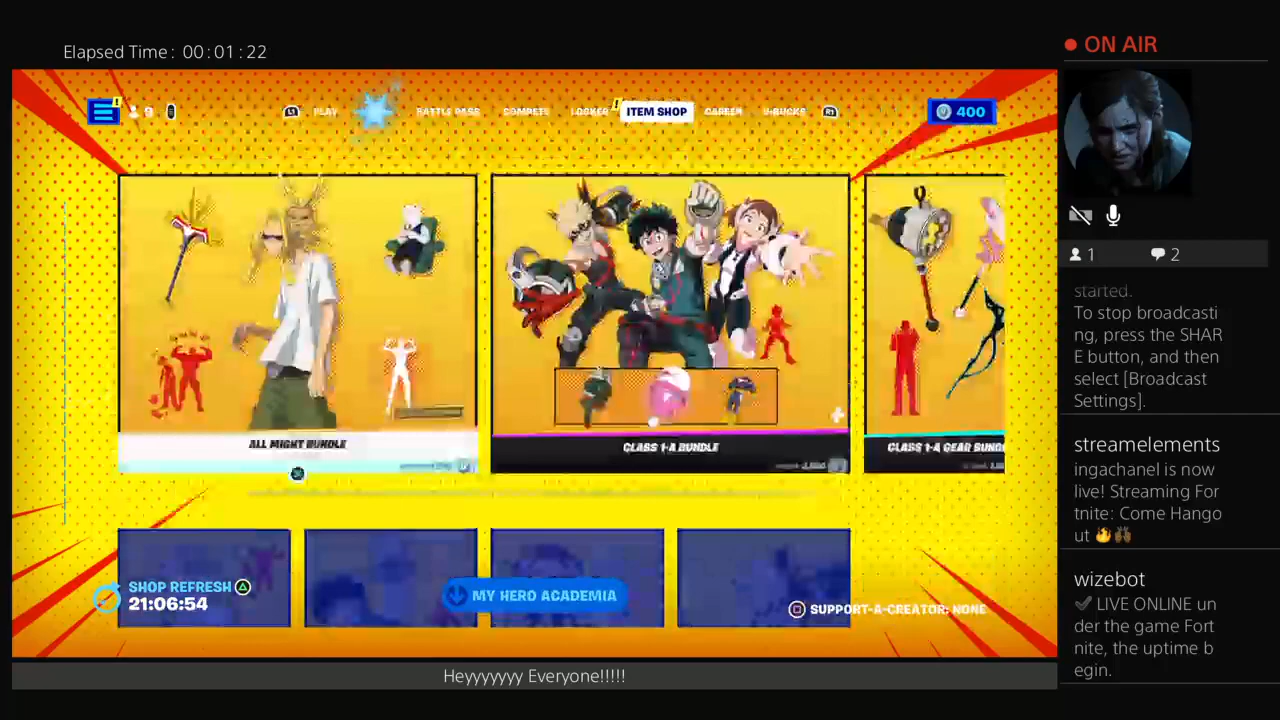 Elapsed Time: 00:01:22
ON AIR
! 9 L1 PLAY BATTLE PASS COMPETE LOCKER ! ITEM SHOP CAREER V-BUCKS R1 400
ALL MIGHT BUNDLE
CLASS 1-A BUNDLE
CLASS 1-A GEAR BUND
SHOP REFRESH
21:06:54
MY HERO ACADEMIA
SUPPORT-A-CREATOR: NONE
Heyyyyyyy Everyone!!!!!
1 2
started.
To stop broadcasti
ng, press the SHAR
E button, and then
select [Broadcast
Settings].
streamelements
ingachanel is now
live! Streaming For
tnite: Come Hango
ut 🔥🙌🏾
wizebot
✓ LIVE ONLINE un
der the game Fort
nite, the uptime b
egin.